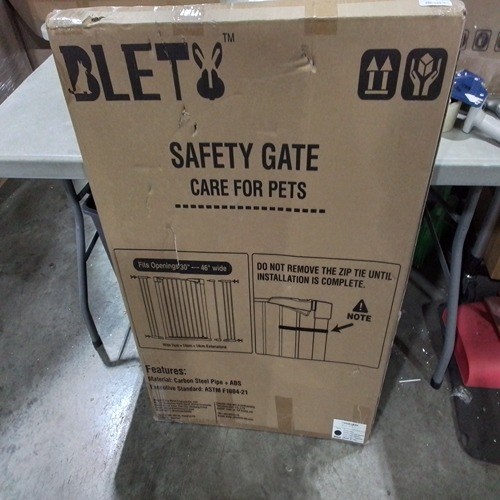 BLET
TM
SAFETY GATE
CARE FOR PETS
Fits Openings 30" — 46" wide
DO NOT REMOVE THE ZIP TIE UNTIL
INSTALLATION IS COMPLETE.
NOTE
Features:
Material: Carbon Steel Pipe + ABS
Executive Standard: ASTM F1004-21